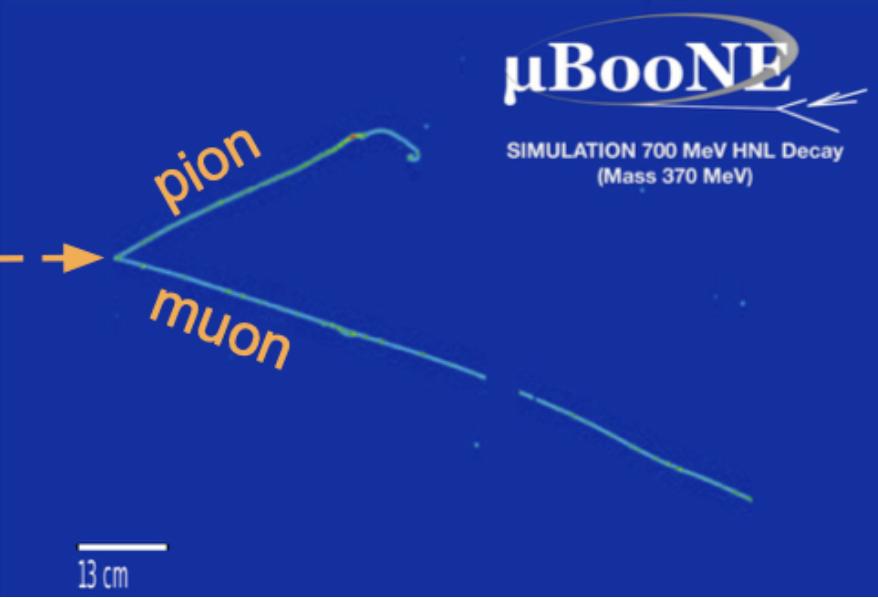 µBooNE
SIMULATION 700 MeV HNL Decay
(Mass 370 MeV)
pion
muon
13 cm